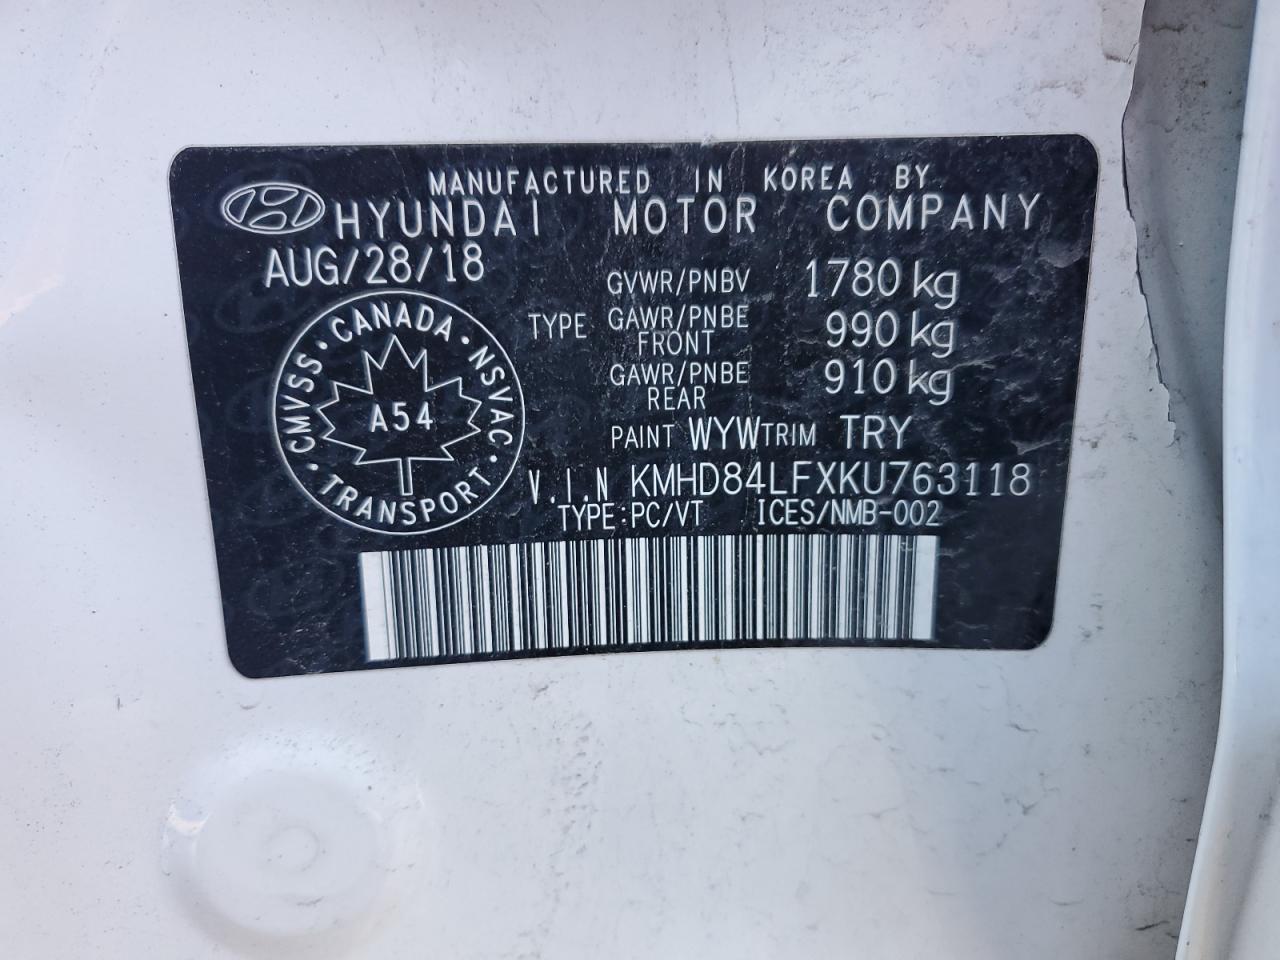 MANUFACTURED IN KOREA BY
HYUNDAI MOTOR COMPANY
AUG/28/18
GVWR/PNBV 1780 kg
TYPE GAWR/PNBE FRONT 990 kg
GAWR/PNBE REAR 910 kg
PAINT WYW TRIM TRY
V.I.N KMHD84LFXKU763118
TYPE:PC/VT ICES/NMB-002
CANADA · NSVAC · TRANSPORT · CMVSS ·
A54